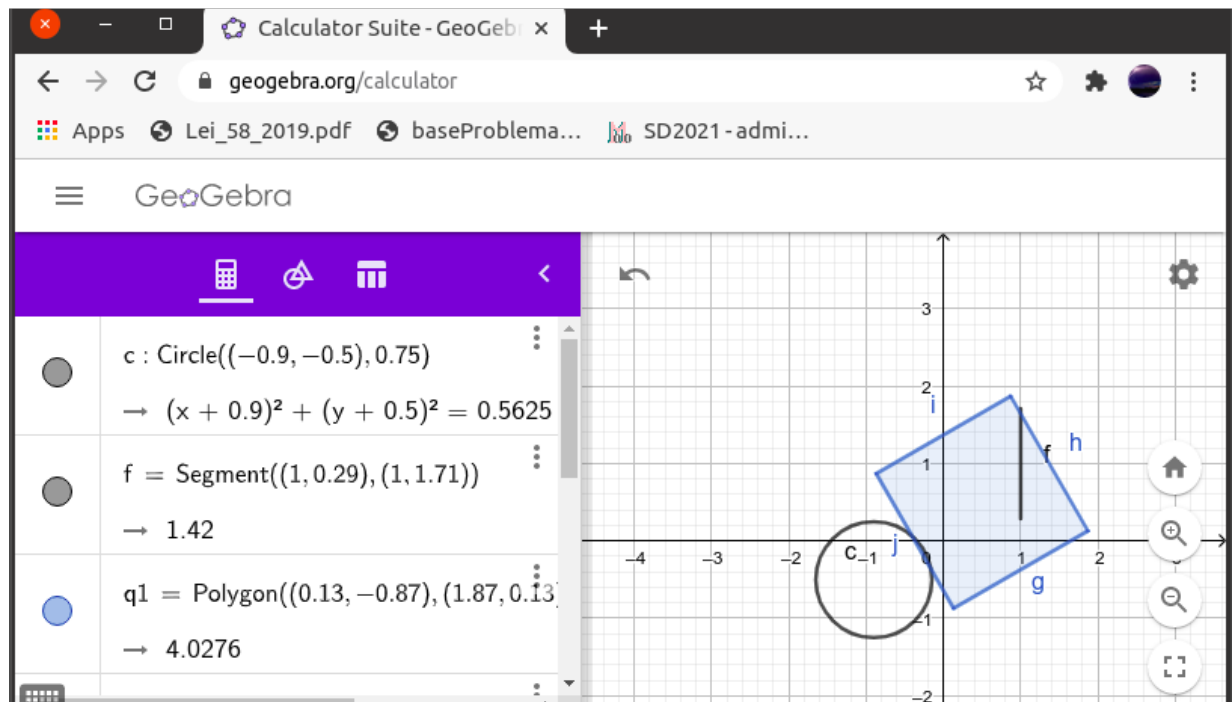 Calculator Suite - GeoGeb
geogebra.org/calculator
Apps Lei_58_2019.pdf baseProblema... SD2021 - admi...
GeoGebra
c : Circle((−0.9, −0.5), 0.75)
→ (x + 0.9)² + (y + 0.5)² = 0.5625
f = Segment((1, 0.29), (1, 1.71))
→ 1.42
q1 = Polygon((0.13, −0.87), (1.87, 0.13
→ 4.0276
3
2
i
h
f
1
c
j
−4 −3 −2 −1 0 1 2
g
−1
−2